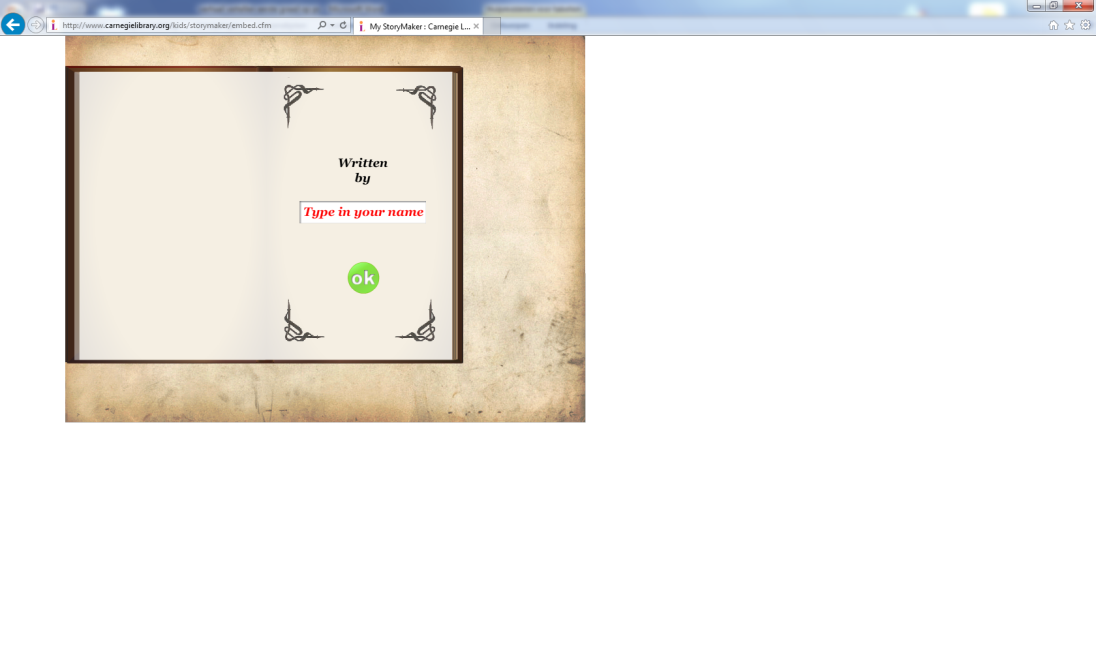 http://www.carnegielibrary.org/kids/storymaker/embed.cfm
My StoryMaker : Carnegie L...
Written
by
Type in your name
ok